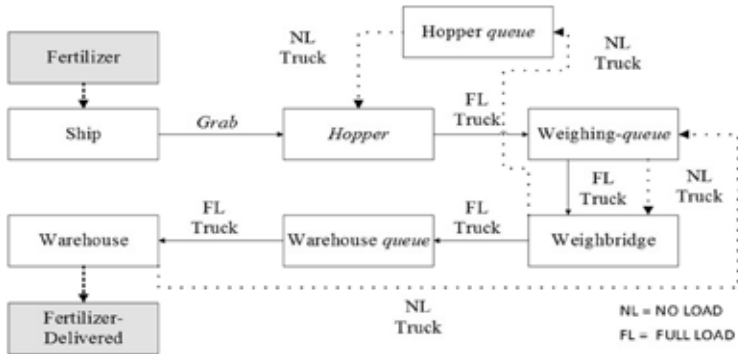 NL
Truck
Hopper queue
NL
Truck
Fertilizer
Ship
Grab
Hopper
FL
Truck
Weighing-queue
FL
Truck
NL
Truck
Warehouse
FL
Truck
Warehouse queue
FL
Truck
Weighbridge
Fertilizer-
Delivered
NL
Truck
NL = NO LOAD
FL = FULL LOAD